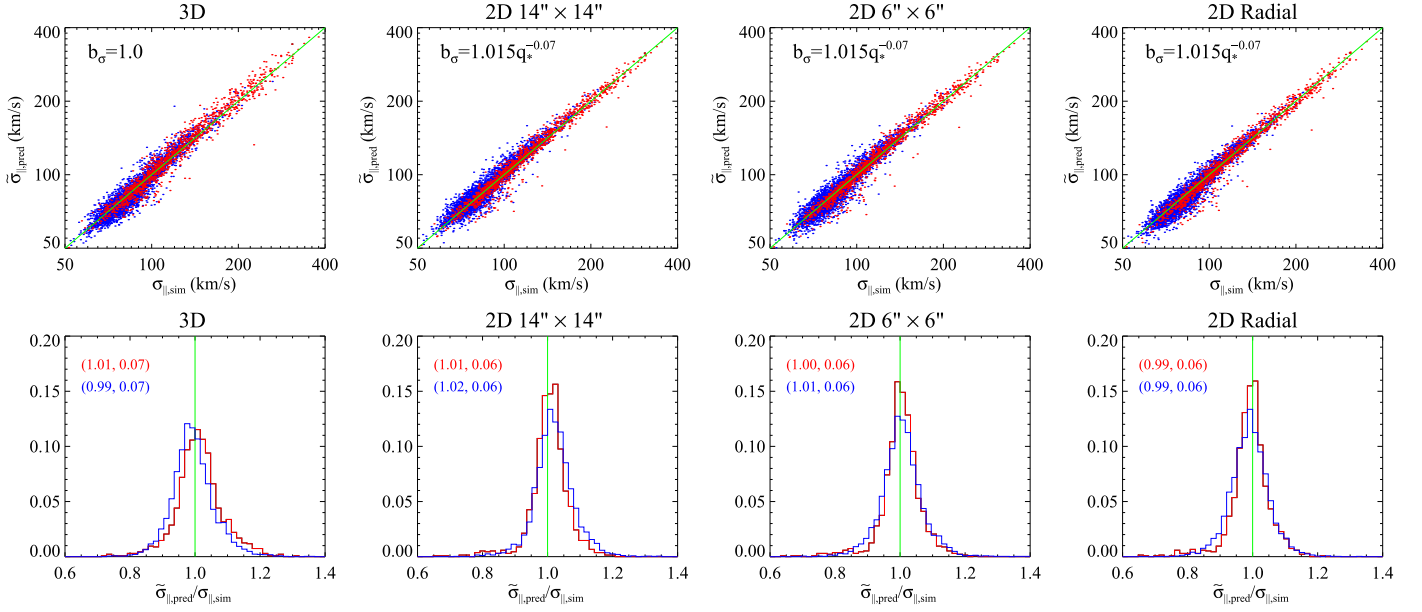 3D
b_σ=1.0
400
200
100
50
σ̃_||,pred (km/s)
50 100 200 400
σ_||,sim (km/s)
2D 14" × 14"
b_σ=1.015q_*^−0.07
400
200
100
50
σ̃_||,pred (km/s)
50 100 200 400
σ_||,sim (km/s)
2D 6" × 6"
b_σ=1.015q_*^−0.07
400
200
100
50
σ̃_||,pred (km/s)
50 100 200 400
σ_||,sim (km/s)
2D Radial
b_σ=1.015q_*^−0.07
400
200
100
50
σ̃_||,pred (km/s)
50 100 200 400
σ_||,sim (km/s)
3D
(1.01, 0.07)
(0.99, 0.07)
0.20
0.15
0.10
0.05
0.00
0.6 0.8 1.0 1.2 1.4
σ̃_||,pred/σ_||,sim
2D 14" × 14"
(1.01, 0.06)
(1.02, 0.06)
0.20
0.15
0.10
0.05
0.00
0.6 0.8 1.0 1.2 1.4
σ̃_||,pred/σ_||,sim
2D 6" × 6"
(1.00, 0.06)
(1.01, 0.06)
0.20
0.15
0.10
0.05
0.00
0.6 0.8 1.0 1.2 1.4
σ̃_||,pred/σ_||,sim
2D Radial
(0.99, 0.06)
(0.99, 0.06)
0.20
0.15
0.10
0.05
0.00
0.6 0.8 1.0 1.2 1.4
σ̃_||,pred/σ_||,sim